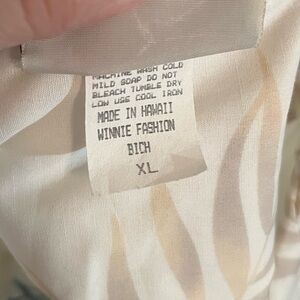 MACHINE WASH COLD
MILD SOAP DO NOT
BLEACH TUMBLE DRY
LOW USE COOL IRON
MADE IN HAWAII
WINNIE FASHION
BICH
XL